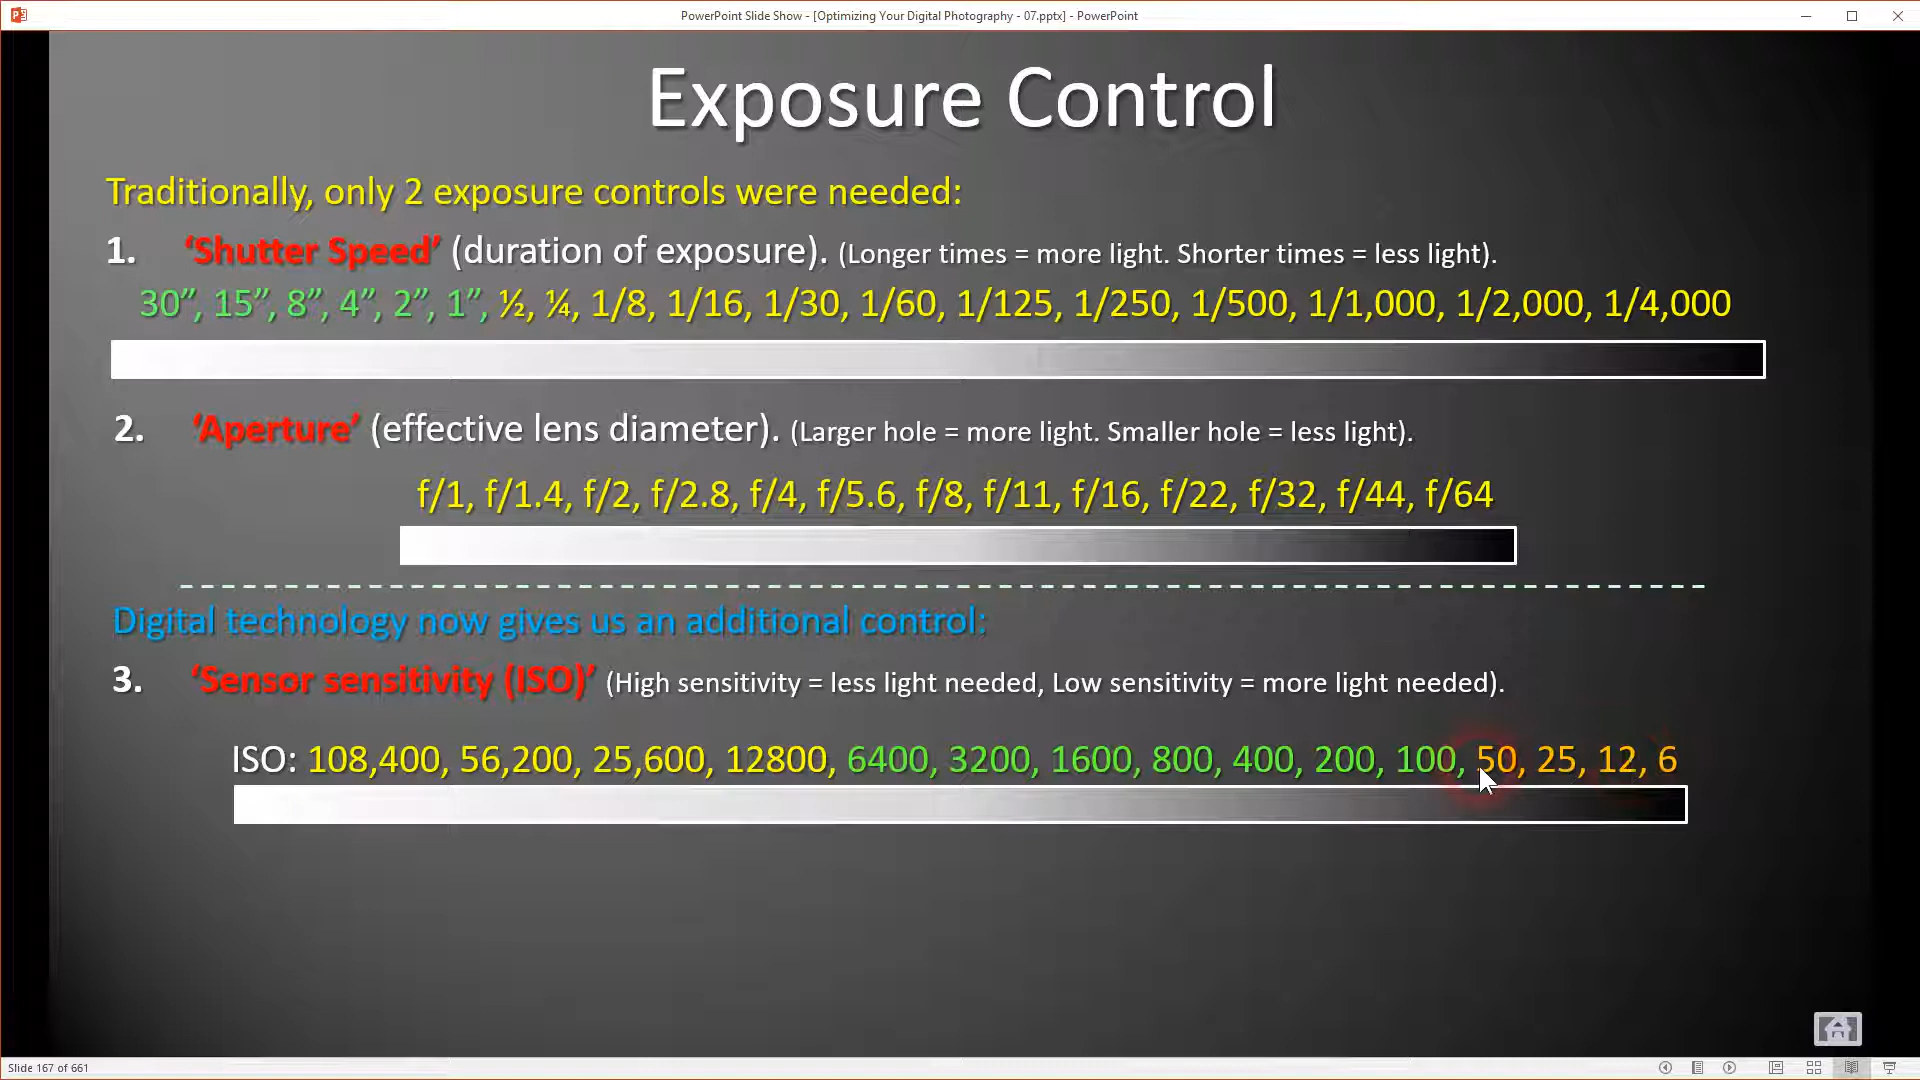 PowerPoint Slide Show - [Optimizing Your Digital Photography - 07.pptx] - PowerPoint
Exposure Control
Traditionally, only 2 exposure controls were needed:
1. ‘Shutter Speed’ (duration of exposure). (Longer times = more light. Shorter times = less light).
30”, 15”, 8”, 4”, 2”, 1”, ½, ¼, 1/8, 1/16, 1/30, 1/60, 1/125, 1/250, 1/500, 1/1,000, 1/2,000, 1/4,000
2. ‘Aperture’ (effective lens diameter). (Larger hole = more light. Smaller hole = less light).
f/1, f/1.4, f/2, f/2.8, f/4, f/5.6, f/8, f/11, f/16, f/22, f/32, f/44, f/64
Digital technology now gives us an additional control:
3. ‘Sensor sensitivity (ISO)’ (High sensitivity = less light needed, Low sensitivity = more light needed).
ISO: 108,400, 56,200, 25,600, 12800, 6400, 3200, 1600, 800, 400, 200, 100, 50, 25, 12, 6
Slide 167 of 661